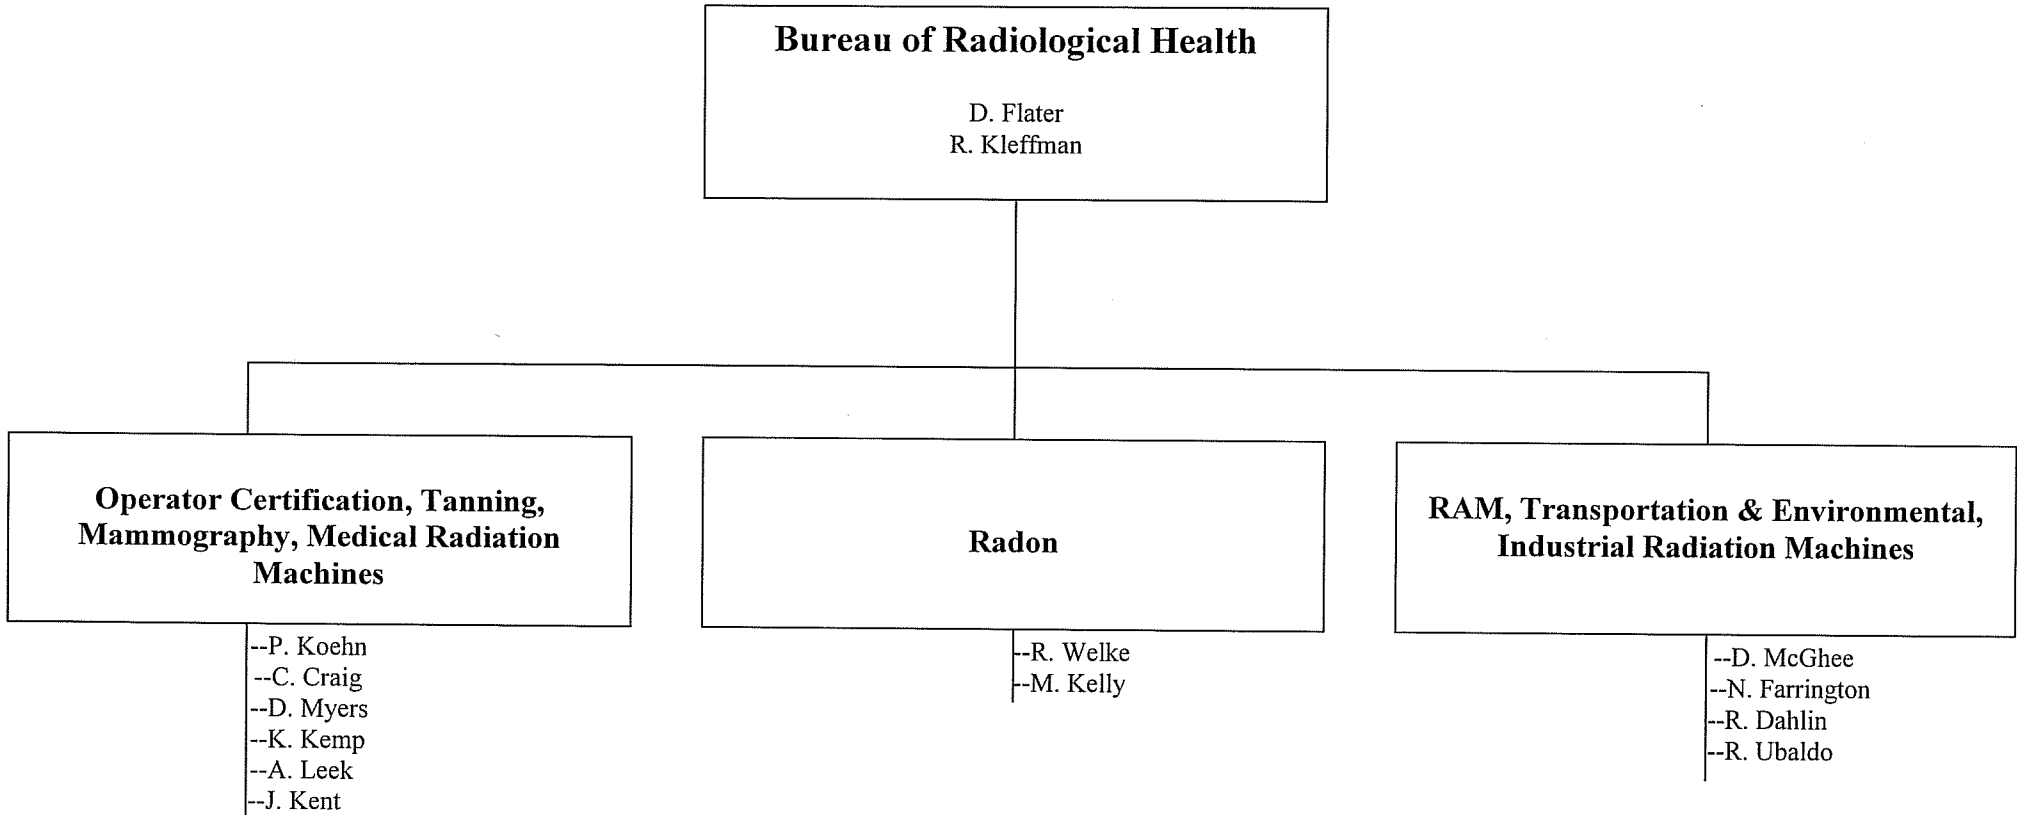 Bureau of Radiological Health
D. Flater
R. Kleffman
Operator Certification, Tanning,
Mammography, Medical Radiation
Machines
--P. Koehn
--C. Craig
--D. Myers
--K. Kemp
--A. Leek
--J. Kent
Radon
--R. Welke
--M. Kelly
RAM, Transportation & Environmental,
Industrial Radiation Machines
--D. McGhee
--N. Farrington
--R. Dahlin
--R. Ubaldo